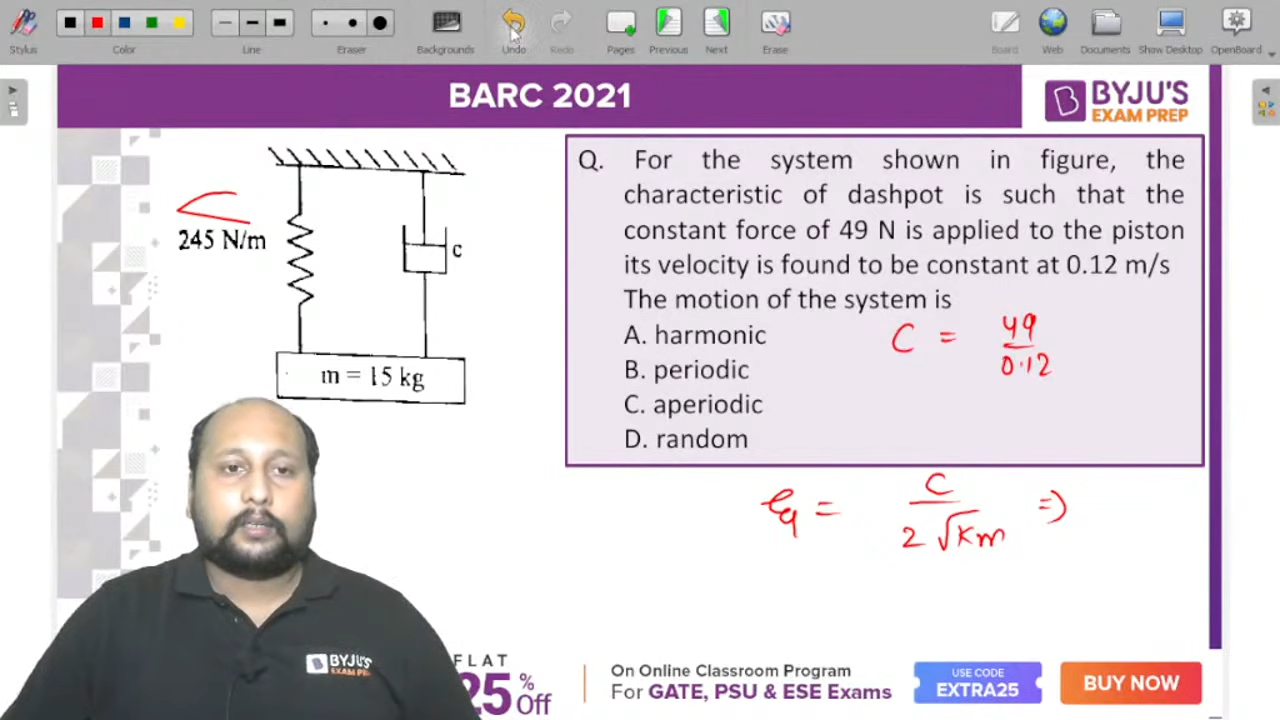 Stylus
Color
Line
Eraser
Backgrounds
Undo
Redo
Pages
Previous
Next
Erase
Board
Web
Documents
Show Desktop
OpenBoard
BARC 2021
BYJU'S
EXAM PREP
245 N/m
c
m = 15 kg
Q. For the system shown in figure, the
characteristic of dashpot is such that the
constant force of 49 N is applied to the piston
its velocity is found to be constant at 0.12 m/s
The motion of the system is
A. harmonic
B. periodic
C. aperiodic
D. random
C = 49
0.12
C
= 2 √Km =>
BYJU'S
EXAM PREP
FLAT
25 % Off
On Online Classroom Program
For GATE, PSU & ESE Exams
USE CODE
EXTRA25
BUY NOW